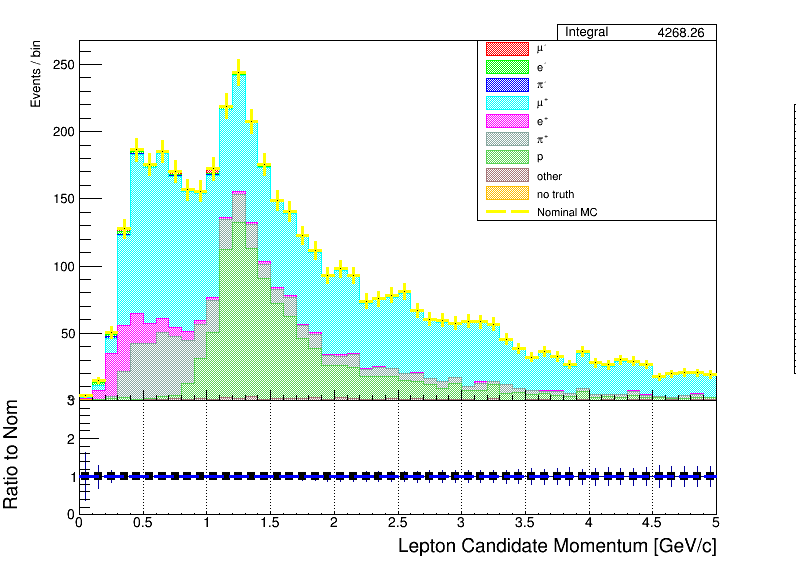 Integral 4268.26
Events / bin
250
200
150
100
50
μ⁻
e⁻
π⁻
μ⁺
e⁺
π⁺
p
other
no truth
Nominal MC
Ratio to Nom
3
2
1
0
0 0.5 1 1.5 2 2.5 3 3.5 4 4.5 5
Lepton Candidate Momentum [GeV/c]